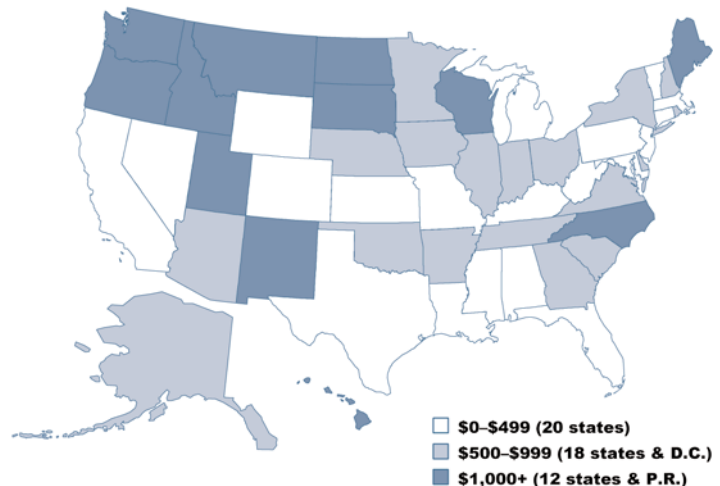 $0–$499 (20 states)
$500–$999 (18 states & D.C.)
$1,000+ (12 states & P.R.)